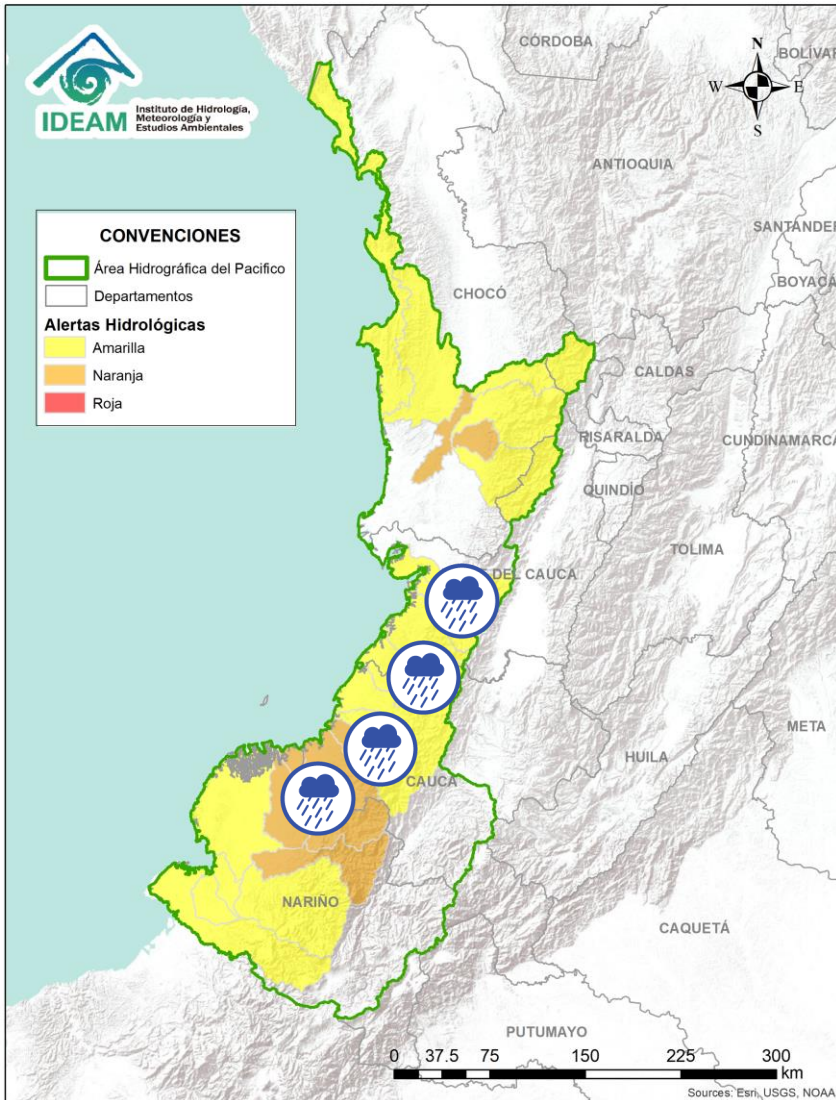 IDEAM
Instituto de Hidrología,
Meteorología y
Estudios Ambientales
CÓRDOBA
BOLÍVAR
N
W
E
S
ANTIOQUIA
SANTANDER
BOYACÁ
CONVENCIONES
Área Hidrográfica del Pacifico
Departamentos
Alertas Hidrológicas
Amarilla
Naranja
Roja
CHOCÓ
CALDAS
RISARALDA
CUNDINAMARCA
QUINDÍO
TOLIMA
DEL CAUCA
META
HUILA
CAUCA
NARIÑO
CAQUETÁ
PUTUMAYO
0 37.5 75 150 225 300
km
Sources: Esri, USGS, NOAA